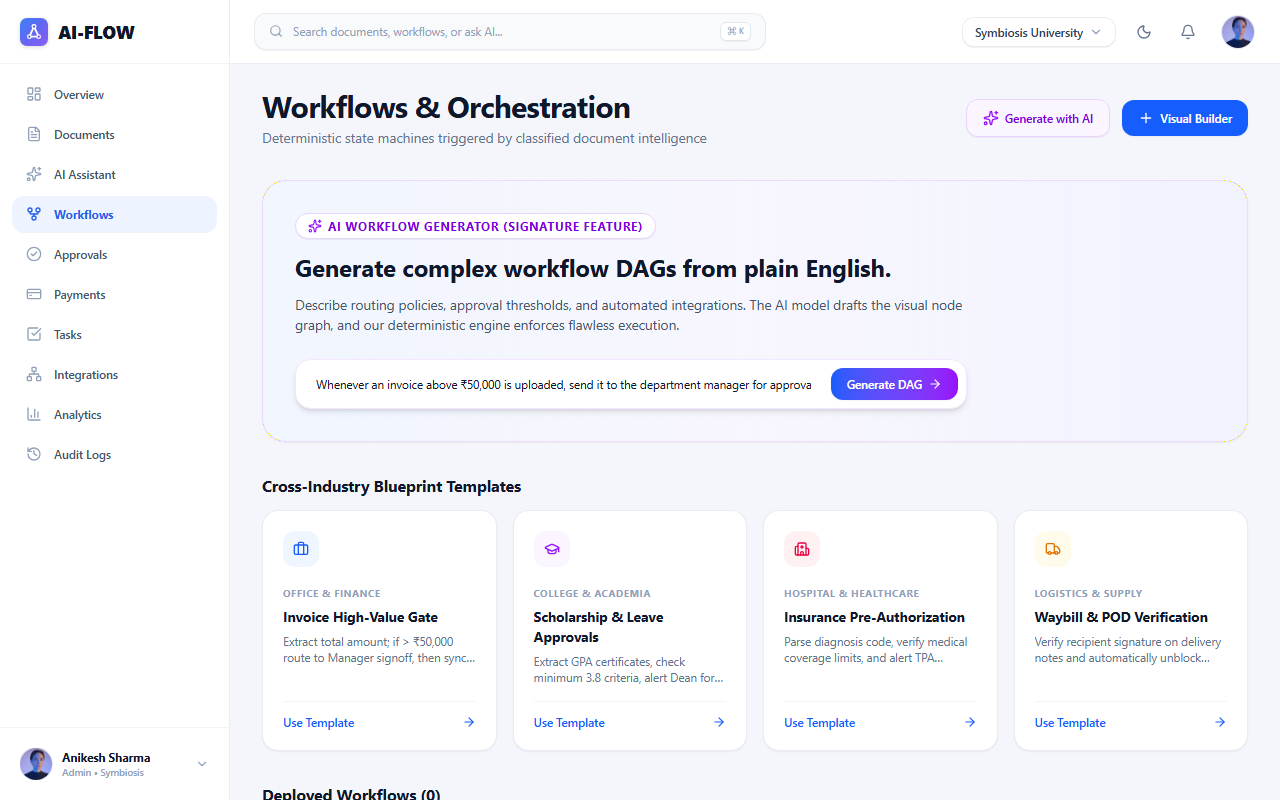 AI-FLOW
Search documents, workflows, or ask AI...
⌘ K
Symbiosis University
Overview
Documents
AI Assistant
Workflows
Approvals
Payments
Tasks
Integrations
Analytics
Audit Logs
Anikesh Sharma
Admin • Symbiosis
Workflows & Orchestration
Deterministic state machines triggered by classified document intelligence
Generate with AI
Visual Builder
AI WORKFLOW GENERATOR (SIGNATURE FEATURE)
Generate complex workflow DAGs from plain English.
Describe routing policies, approval thresholds, and automated integrations. The AI model drafts the visual node
graph, and our deterministic engine enforces flawless execution.
Whenever an invoice above ₹50,000 is uploaded, send it to the department manager for approva
Generate DAG
Cross-Industry Blueprint Templates
OFFICE & FINANCE
Invoice High-Value Gate
Extract total amount; if > ₹50,000
route to Manager signoff, then sync...
Use Template
COLLEGE & ACADEMIA
Scholarship & Leave
Approvals
Extract GPA certificates, check
minimum 3.8 criteria, alert Dean for...
Use Template
HOSPITAL & HEALTHCARE
Insurance Pre-Authorization
Parse diagnosis code, verify medical
coverage limits, and alert TPA...
Use Template
LOGISTICS & SUPPLY
Waybill & POD Verification
Verify recipient signature on delivery
notes and automatically unblock...
Use Template
Deployed Workflows (0)